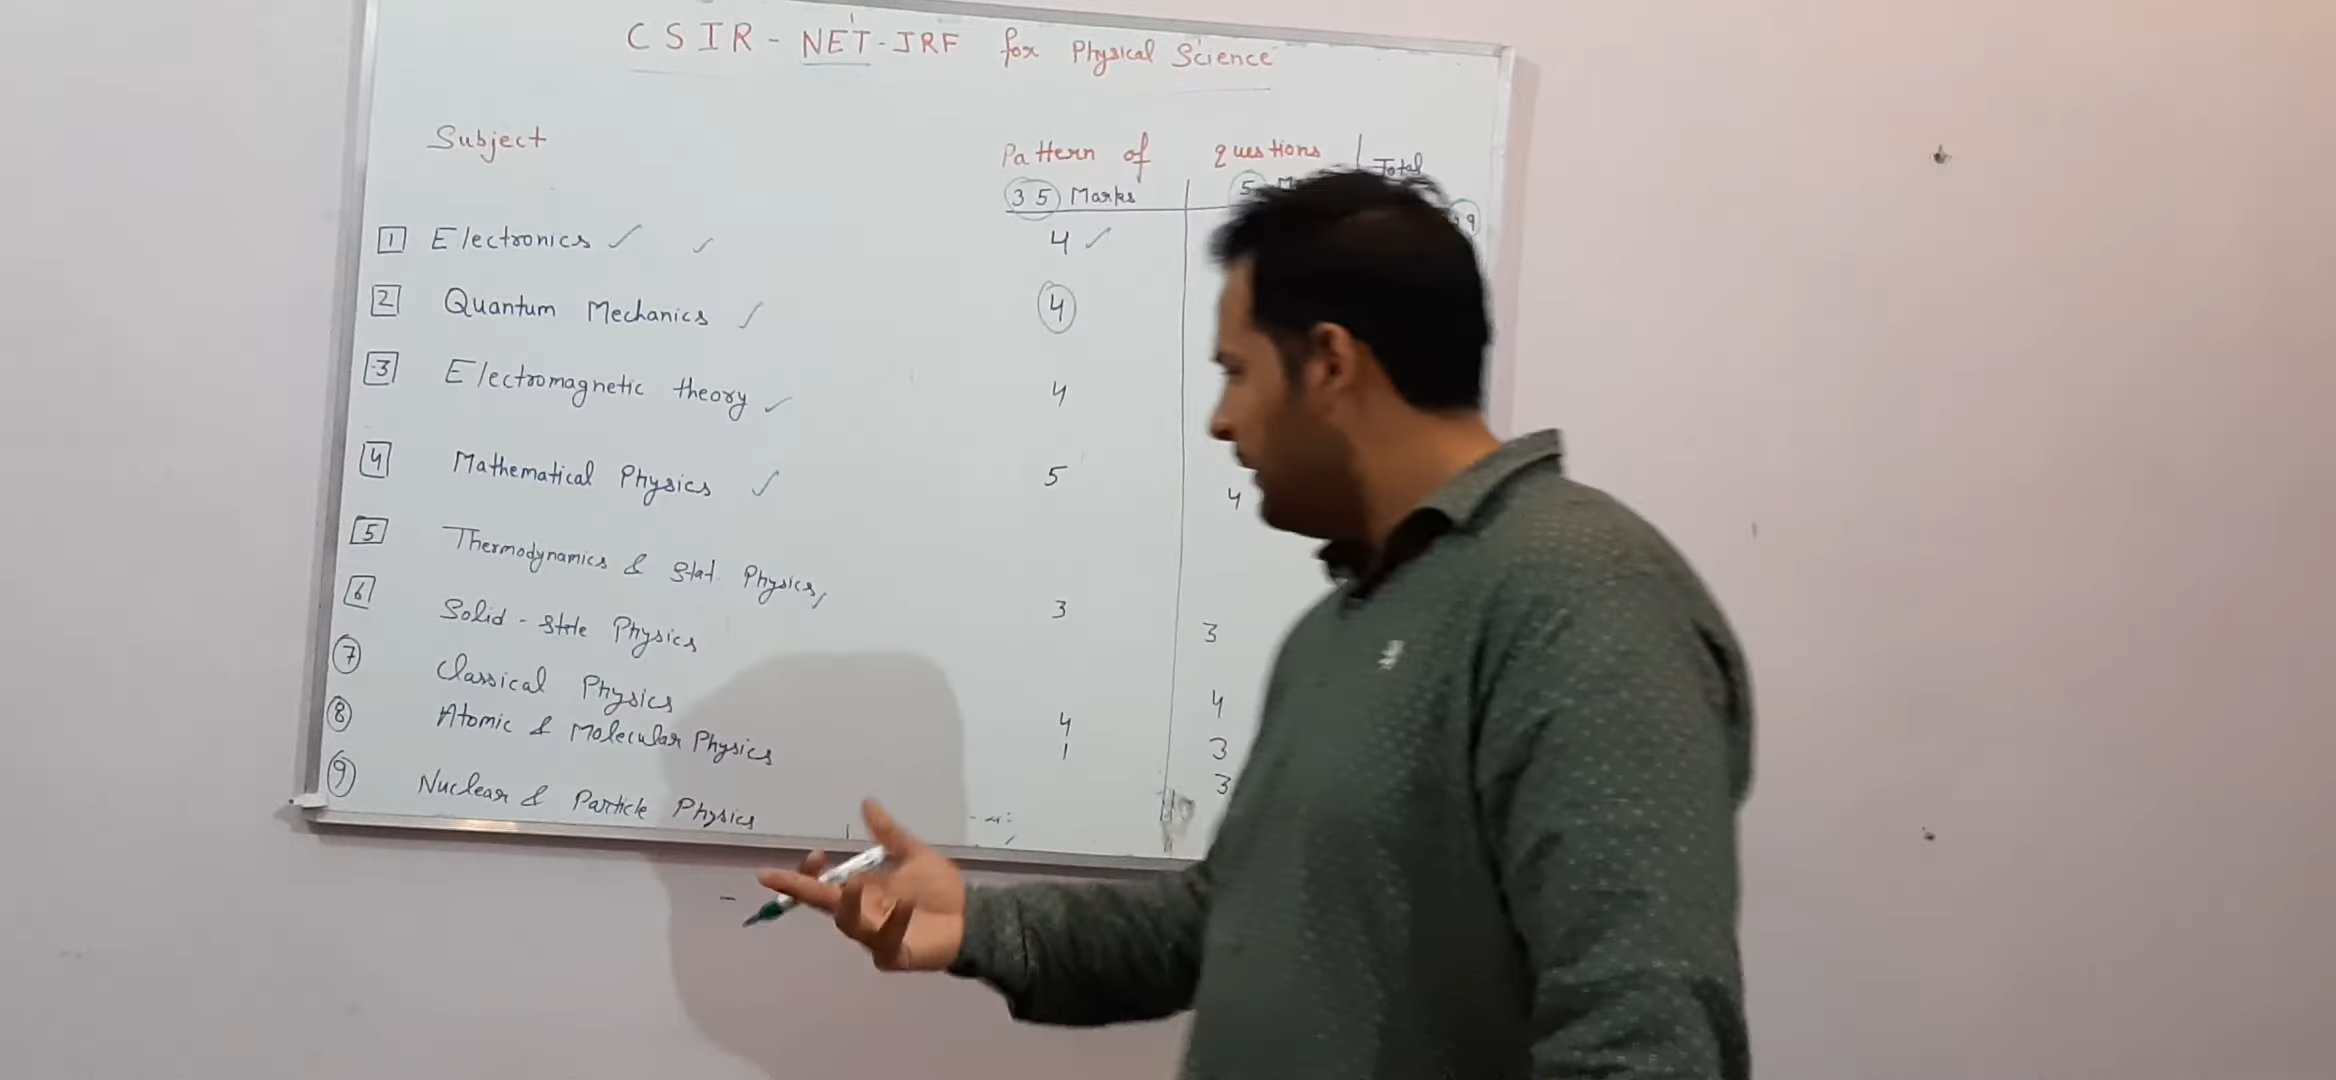 CSIR - NET - JRF for Physical Science
Subject
Pattern of questions | Total
35 Marks | 5
1 Electronics ✓ ✓ 4 ✓
2 Quantum Mechanics ✓ 4
3 Electromagnetic theory ✓ 4
4 Mathematical Physics ✓ 5 4
5 Thermodynamics & Stat. Physics,
3 3
6 Solid - State Physics
7 Classical Physics 4
8 Atomic & Molecular Physics 4 3
1 3
9 Nuclear & Particle Physics